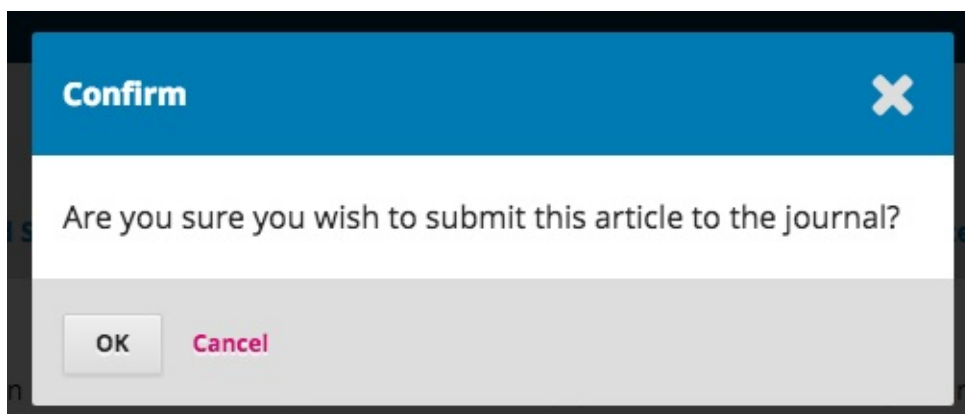 Confirm
Are you sure you wish to submit this article to the journal?
OK Cancel